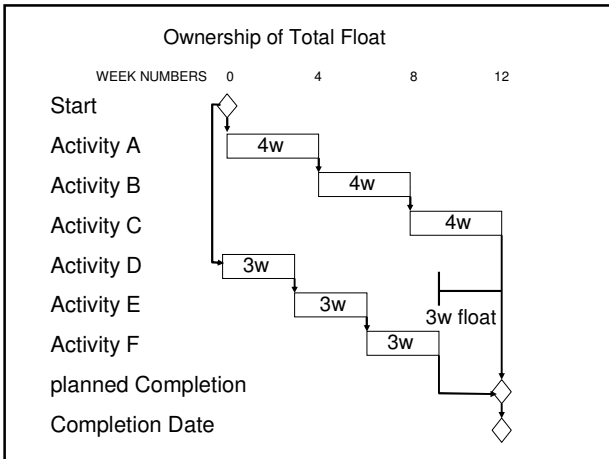 Ownership of Total Float
WEEK NUMBERS 0 4 8 12
Start
Activity A 4w
Activity B 4w
Activity C 4w
Activity D 3w
Activity E 3w
3w float
Activity F 3w
planned Completion
Completion Date